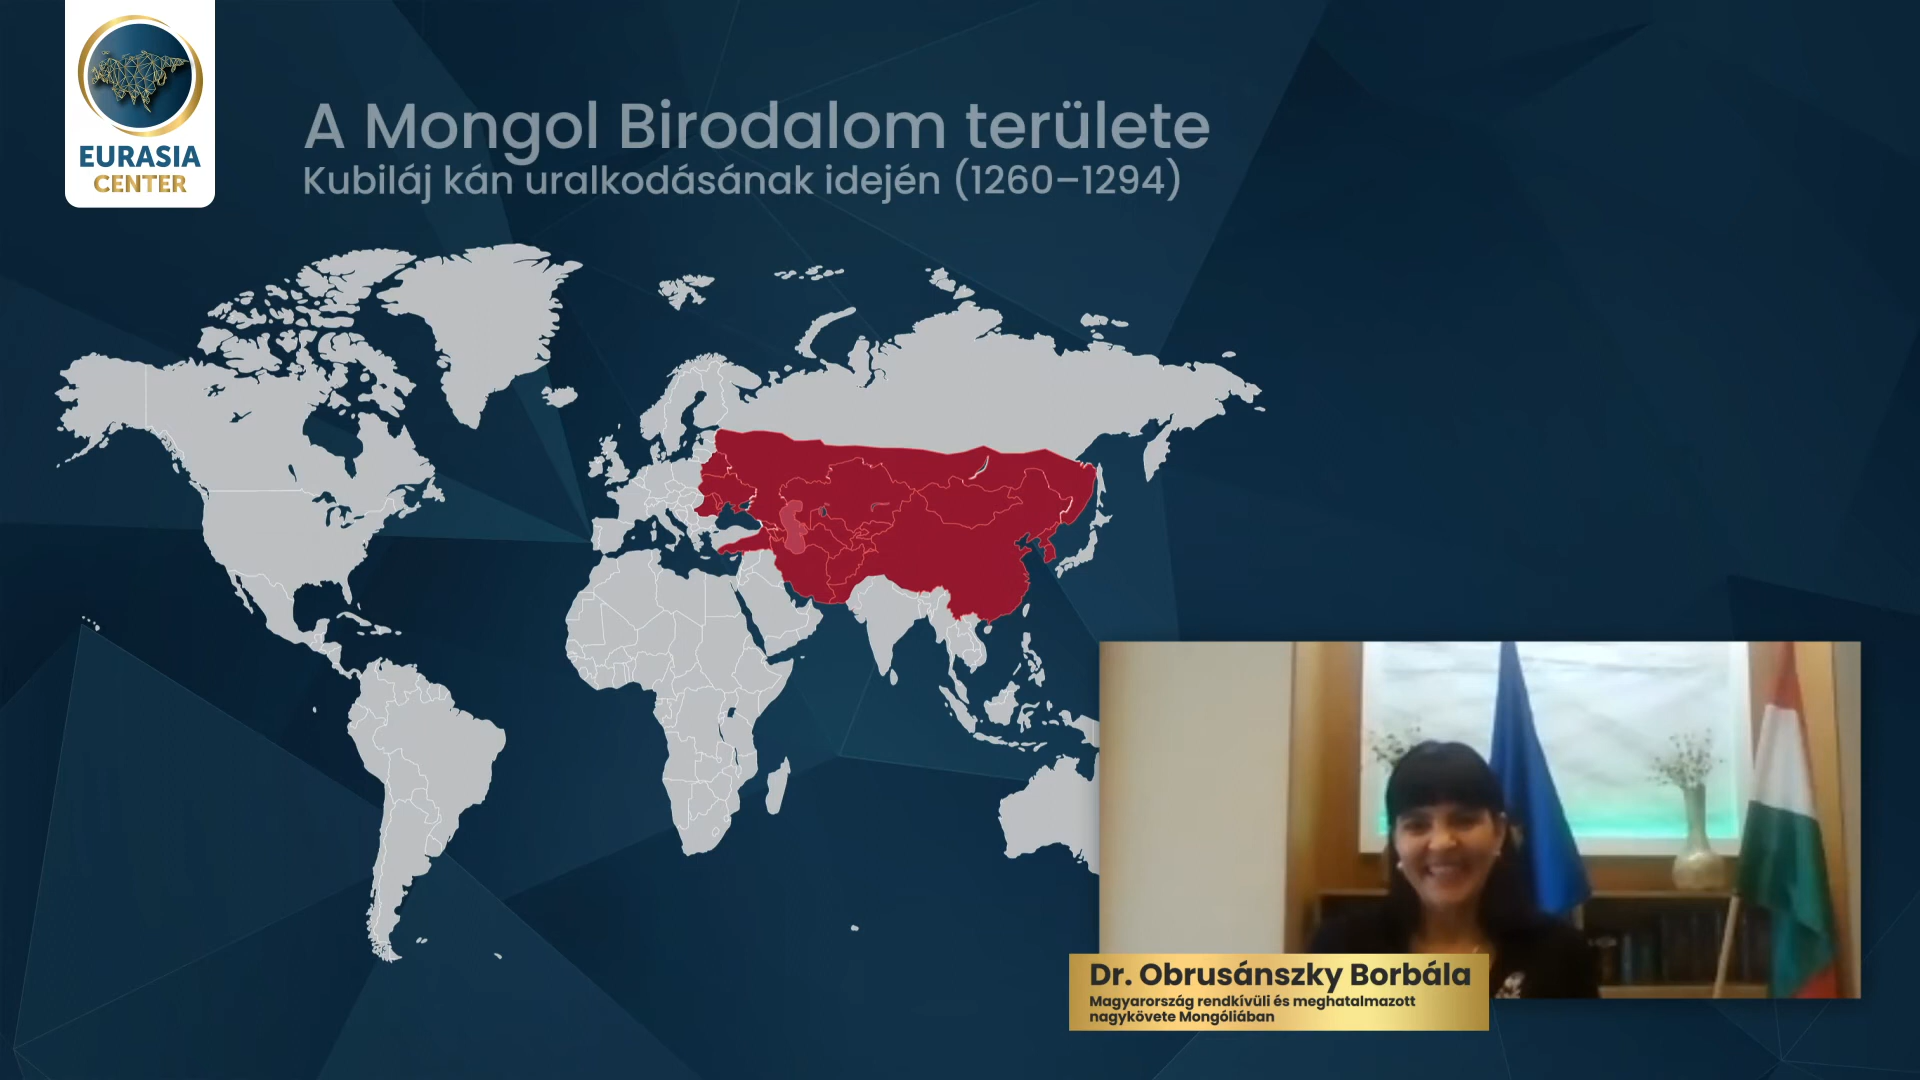 EURASIA
CENTER
A Mongol Birodalom területe
Kubiláj kán uralkodásának idején (1260–1294)
Dr. Obrusánszky Borbála
Magyarország rendkívüli és meghatalmazott
nagykövete Mongóliában